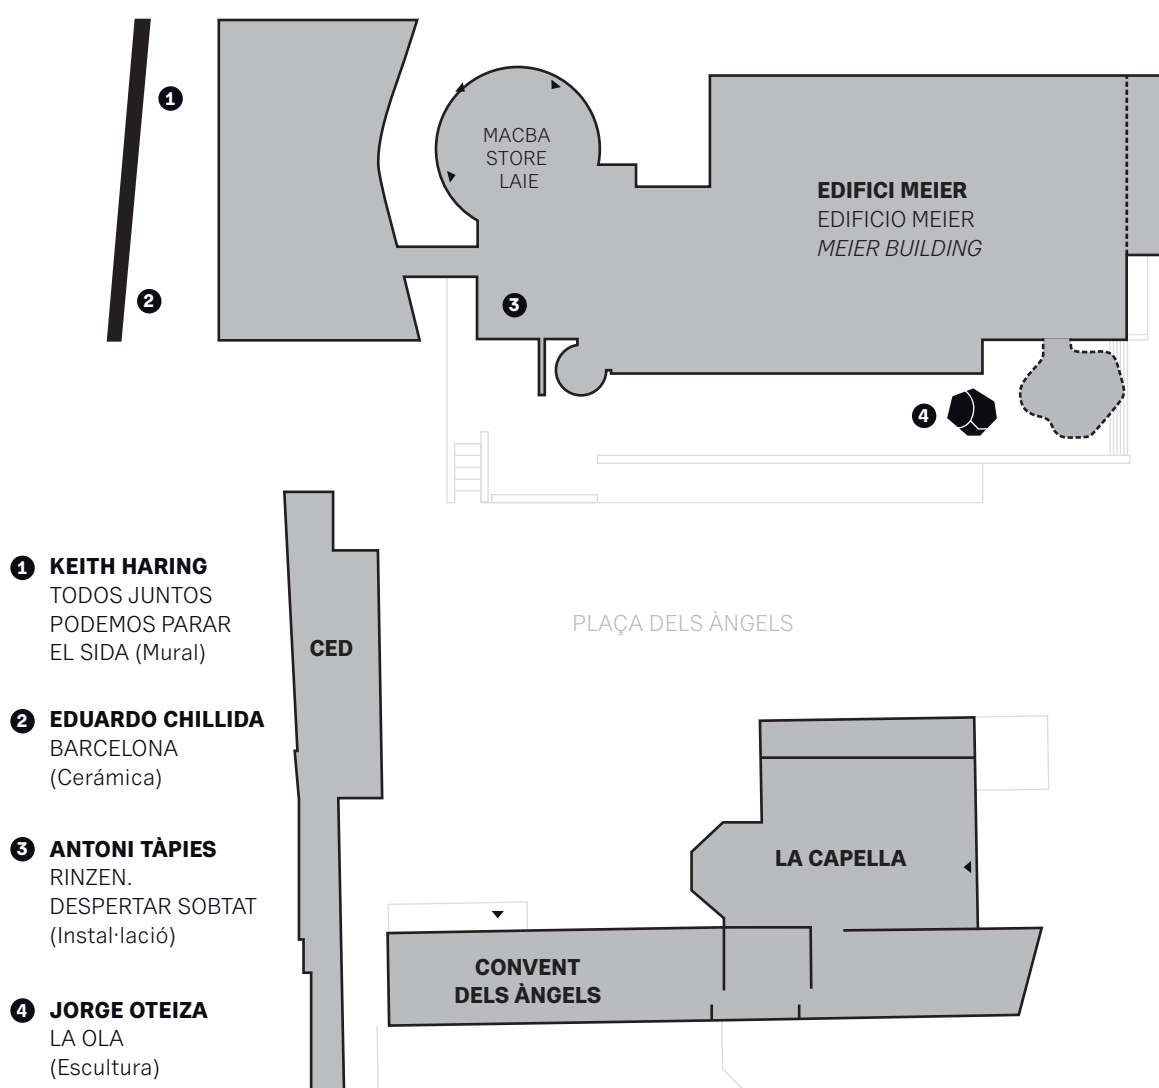 1
MACBA
STORE
LAIE
EDIFICI MEIER
EDIFICIO MEIER
MEIER BUILDING
2
3
4
PLAÇA DELS ÀNGELS
1 KEITH HARING
TODOS JUNTOS
PODEMOS PARAR
EL SIDA (Mural)
CED
2 EDUARDO CHILLIDA
BARCELONA
(Cerámica)
3 ANTONI TÀPIES
RINZEN.
DESPERTAR SOBTAT
(Instal·lació)
LA CAPELLA
CONVENT
DELS ÀNGELS
4 JORGE OTEIZA
LA OLA
(Escultura)